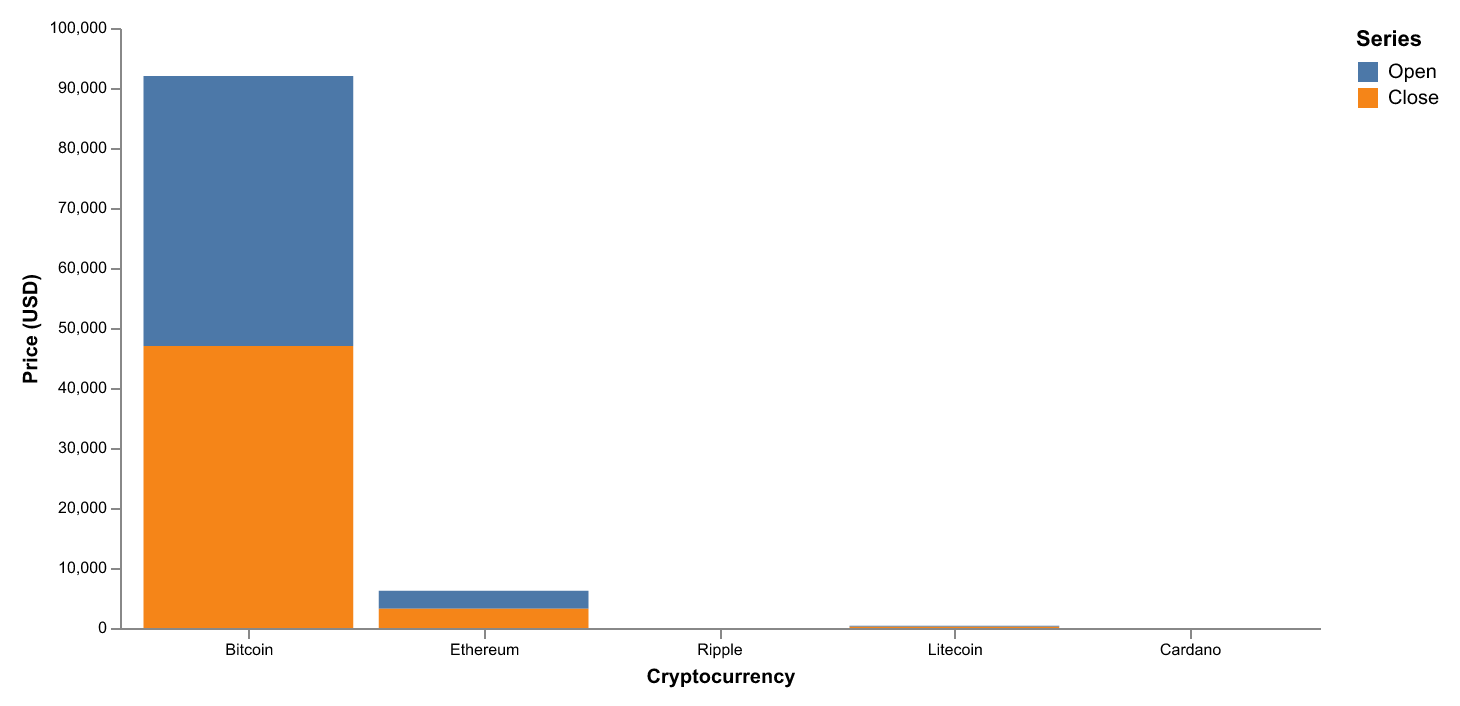 100,000
90,000
80,000
70,000
60,000
50,000
40,000
30,000
20,000
10,000
0
Price (USD)
Bitcoin
Ethereum
Ripple
Litecoin
Cardano
Cryptocurrency
Series
Open
Close